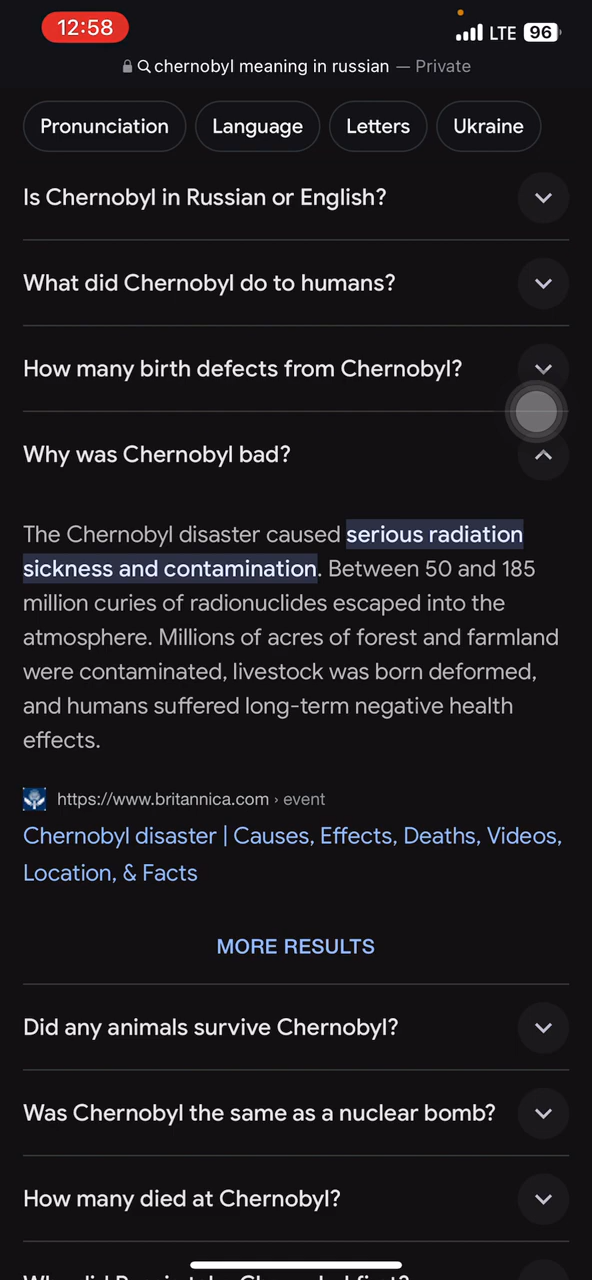 12:58
LTE 96
chernobyl meaning in russian — Private
Pronunciation Language Letters Ukraine
Is Chernobyl in Russian or English?
What did Chernobyl do to humans?
How many birth defects from Chernobyl?
Why was Chernobyl bad?
The Chernobyl disaster caused serious radiation
sickness and contamination. Between 50 and 185
million curies of radionuclides escaped into the
atmosphere. Millions of acres of forest and farmland
were contaminated, livestock was born deformed,
and humans suffered long-term negative health
effects.
https://www.britannica.com › event
Chernobyl disaster | Causes, Effects, Deaths, Videos,
Location, & Facts
MORE RESULTS
Did any animals survive Chernobyl?
Was Chernobyl the same as a nuclear bomb?
How many died at Chernobyl?